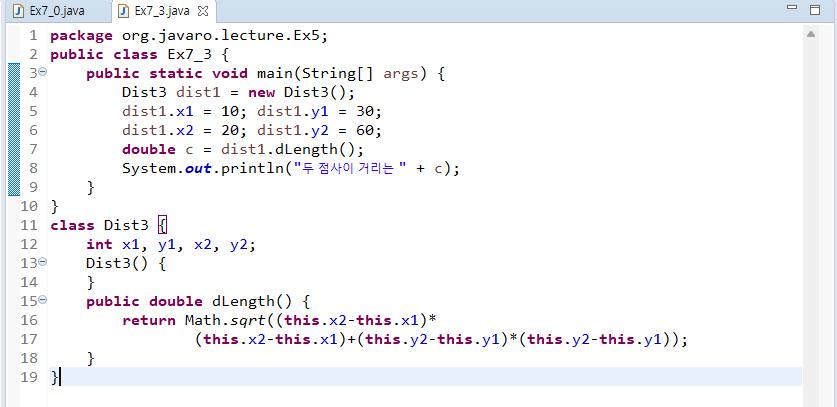 Ex7_0.java Ex7_3.java
1 package org.javaro.lecture.Ex5;
2 public class Ex7_3 {
3     public static void main(String[] args) {
4         Dist3 dist1 = new Dist3();
5         dist1.x1 = 10; dist1.y1 = 30;
6         dist1.x2 = 20; dist1.y2 = 60;
7         double c = dist1.dLength();
8         System.out.println("두 점사이 거리는 " + c);
9     }
10 }
11 class Dist3 {
12     int x1, y1, x2, y2;
13     Dist3() {
14     }
15     public double dLength() {
16         return Math.sqrt((this.x2-this.x1)*
17                 (this.x2-this.x1)+(this.y2-this.y1)*(this.y2-this.y1));
18     }
19 }